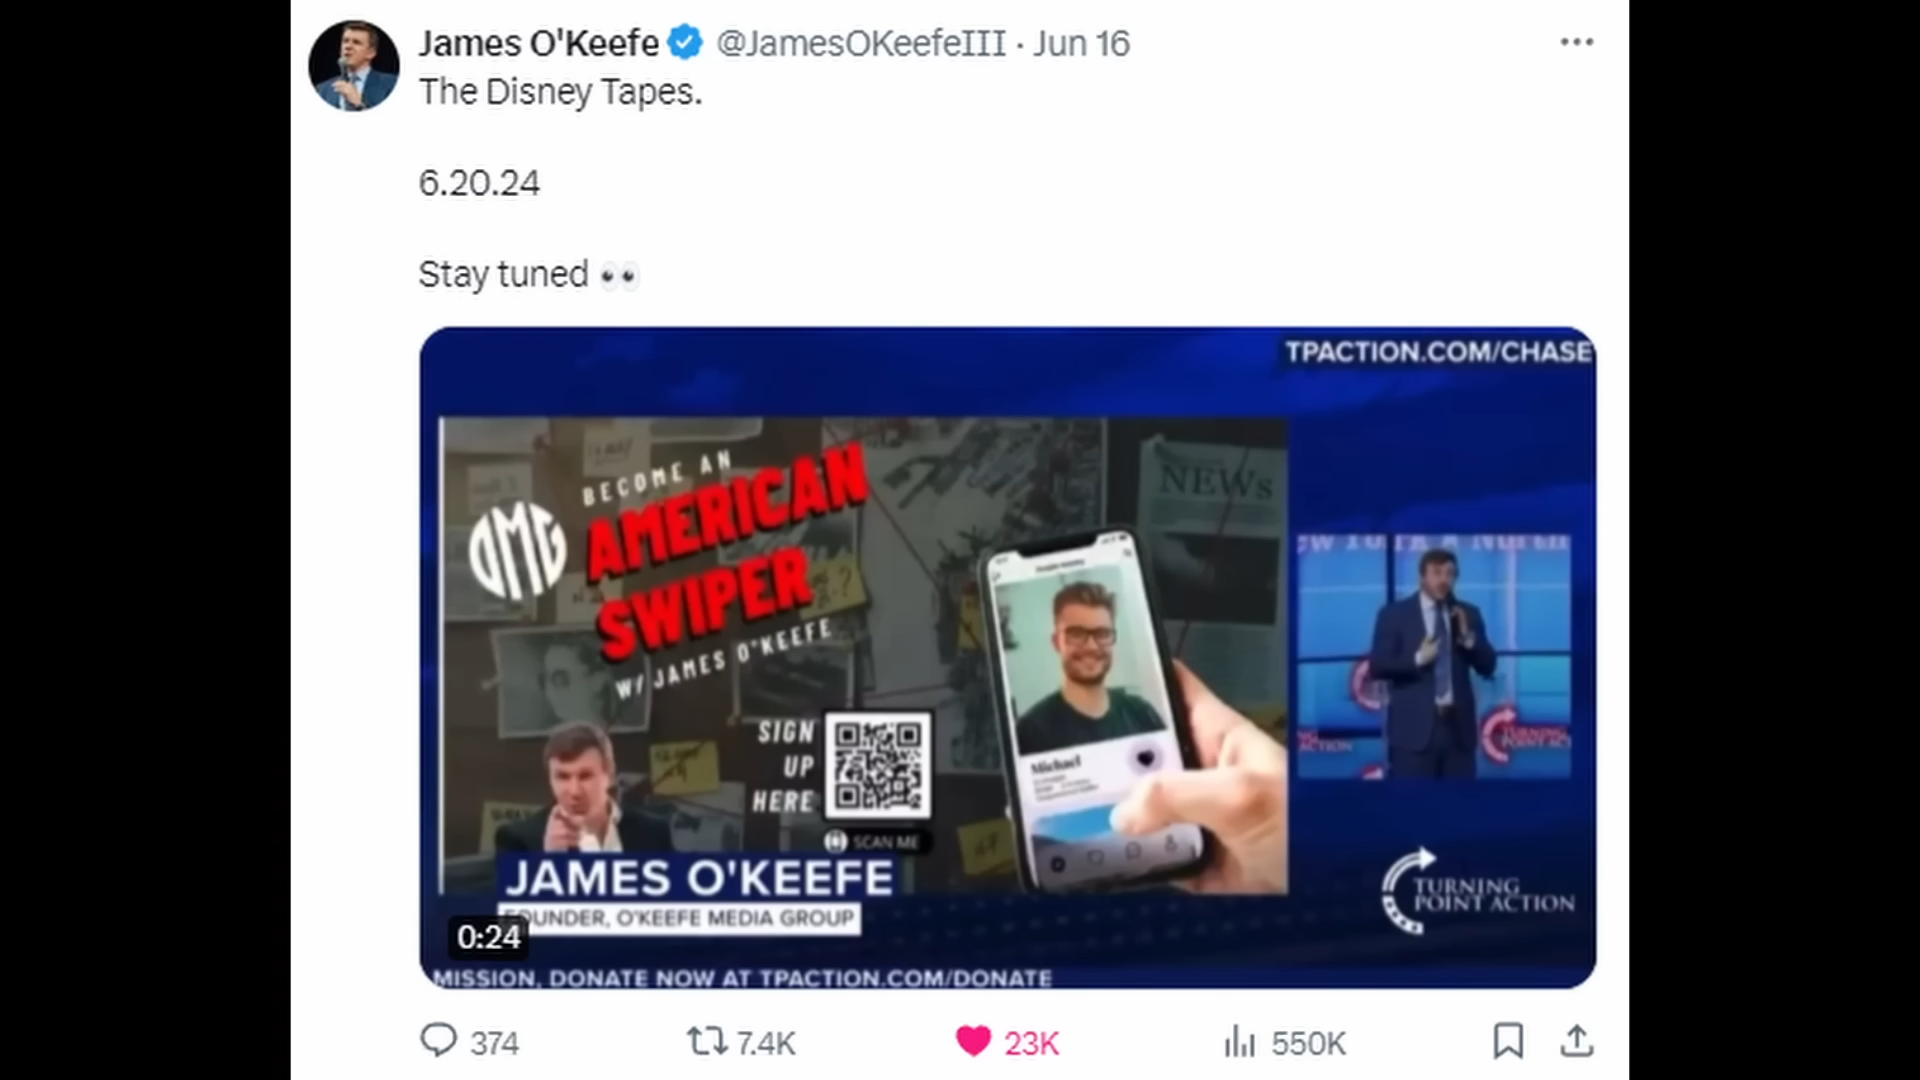 James O'Keefe @JamesOKeefeIII · Jun 16
The Disney Tapes.
6.20.24
Stay tuned 👀
TPACTION.COM/CHASE
OMG
BECOME AN
AMERICAN
SWIPER
W/ JAMES O'KEEFE
NEWS
SIGN
UP
HERE
SCAN ME
Michael
JAMES O'KEEFE
FOUNDER, O'KEEFE MEDIA GROUP
0:24
TURNING
POINT ACTION
MISSION, DONATE NOW AT TPACTION.COM/DONATE
374 7.4K 23K 550K